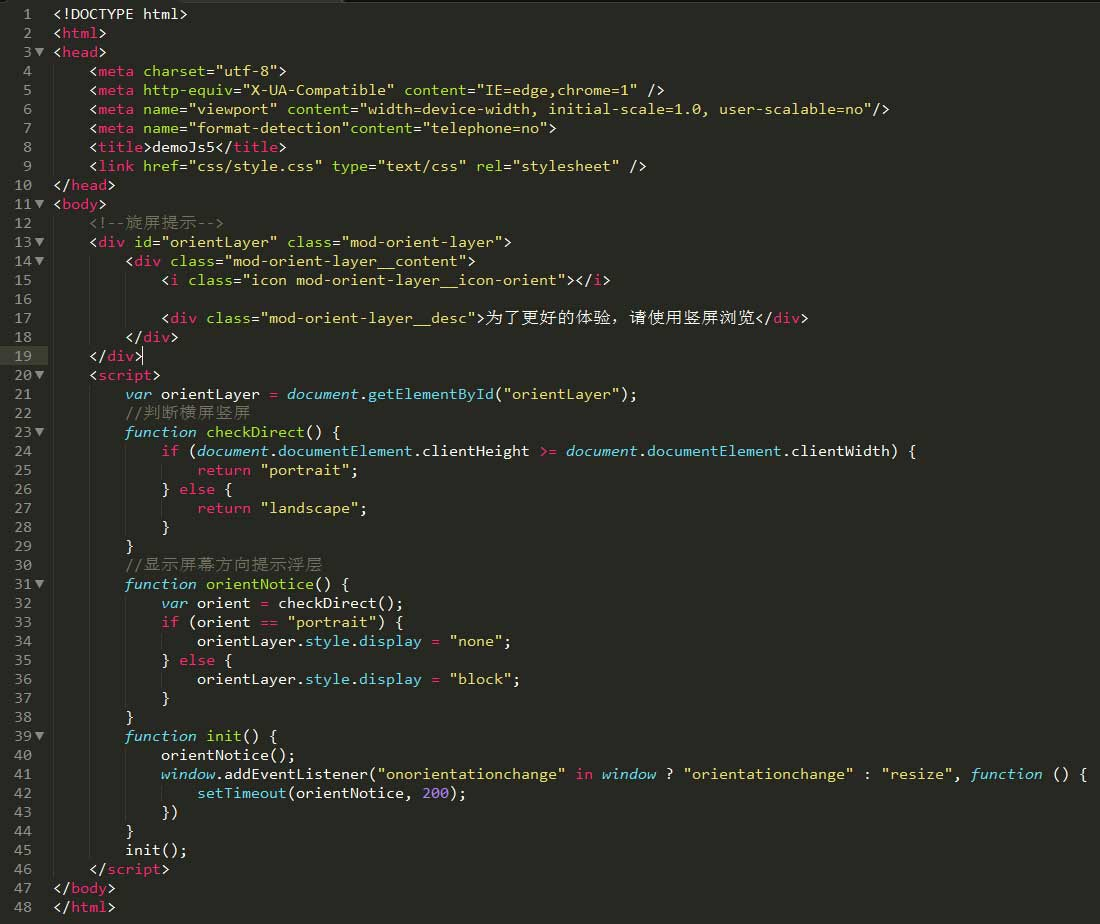 1 <!DOCTYPE html>
2 <html>
3 <head>
4     <meta charset="utf-8">
5     <meta http-equiv="X-UA-Compatible" content="IE=edge,chrome=1" />
6     <meta name="viewport" content="width=device-width, initial-scale=1.0, user-scalable=no"/>
7     <meta name="format-detection"content="telephone=no">
8     <title>demoJs5</title>
9     <link href="css/style.css" type="text/css" rel="stylesheet" />
10 </head>
11 <body>
12     <!--旋屏提示-->
13     <div id="orientLayer" class="mod-orient-layer">
14         <div class="mod-orient-layer__content">
15             <i class="icon mod-orient-layer__icon-orient"></i>
16
17             <div class="mod-orient-layer__desc">为了更好的体验，请使用竖屏浏览</div>
18         </div>
19     </div>
20     <script>
21         var orientLayer = document.getElementById("orientLayer");
22         //判断横屏竖屏
23         function checkDirect() {
24             if (document.documentElement.clientHeight >= document.documentElement.clientWidth) {
25                 return "portrait";
26             } else {
27                 return "landscape";
28             }
29         }
30         //显示屏幕方向提示浮层
31         function orientNotice() {
32             var orient = checkDirect();
33             if (orient == "portrait") {
34                 orientLayer.style.display = "none";
35             } else {
36                 orientLayer.style.display = "block";
37             }
38         }
39         function init() {
40             orientNotice();
41             window.addEventListener("onorientationchange" in window ? "orientationchange" : "resize", function () {
42                 setTimeout(orientNotice, 200);
43             })
44         }
45         init();
46     </script>
47 </body>
48 </html>